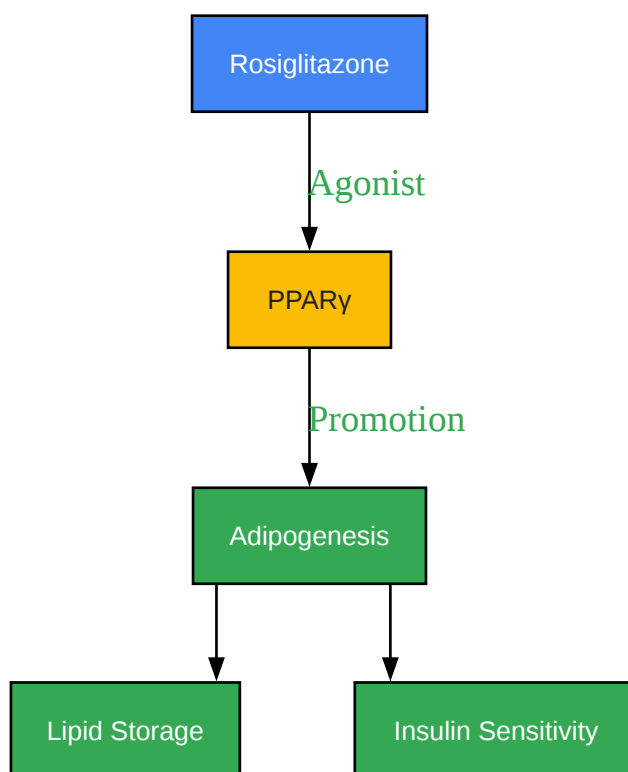 Rosiglitazone
Agonist
PPARγ
Promotion
Adipogenesis
Lipid Storage
Insulin Sensitivity